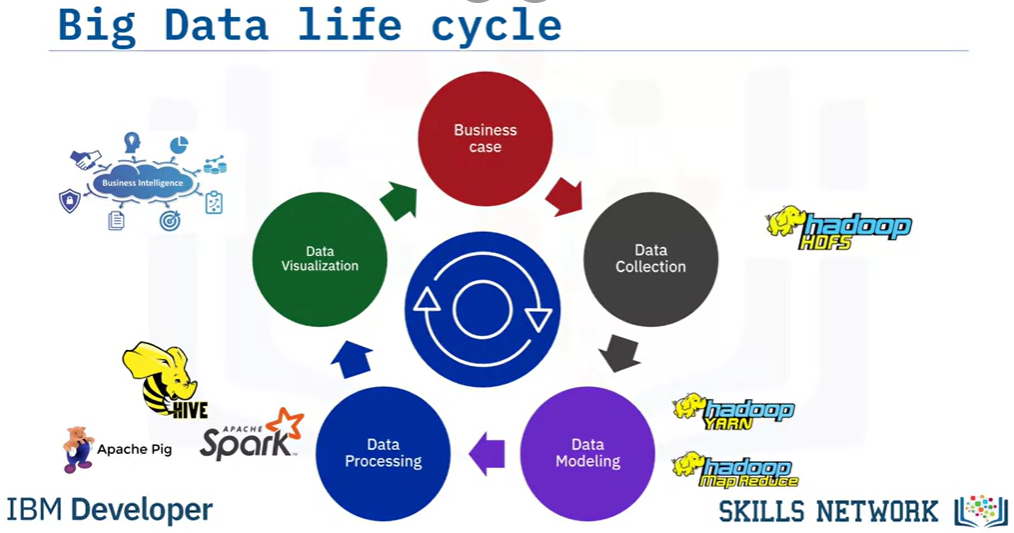 Big Data life cycle
Business
case
Business Intelligence
Data
Visualization
Data
Collection
hadoop
HDFS
HIVE
Apache Pig
APACHE
Spark™
Data
Processing
Data
Modeling
hadoop
YARN
hadoop
MapReduce
IBM Developer
SKILLS NETWORK